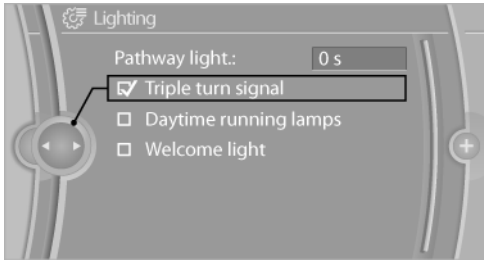 Lighting
Pathway light.: 0 s
Triple turn signal
Daytime running lamps
Welcome light